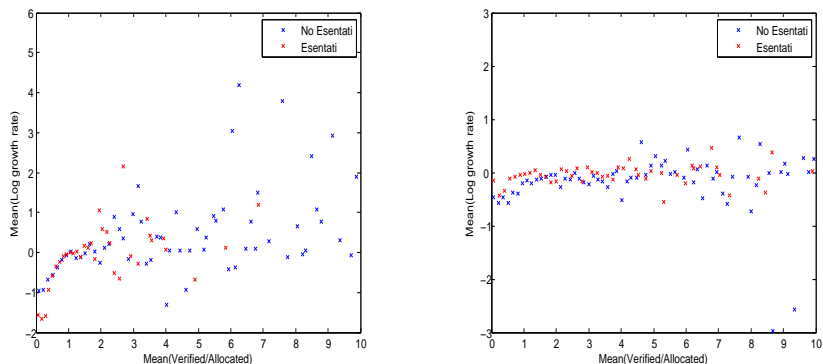 6
5
4
3
2
1
0
−1
−2
0 1 2 3 4 5 6 7 8 9 10
Mean(Log growth rate)
Mean(Verified/Allocated)
No Esentati
Esentati
3
2
1
0
−1
−2
−3
0 1 2 3 4 5 6 7 8 9 10
Mean(Log growth rate)
Mean(Verified/Allocated)
No Esentati
Esentati